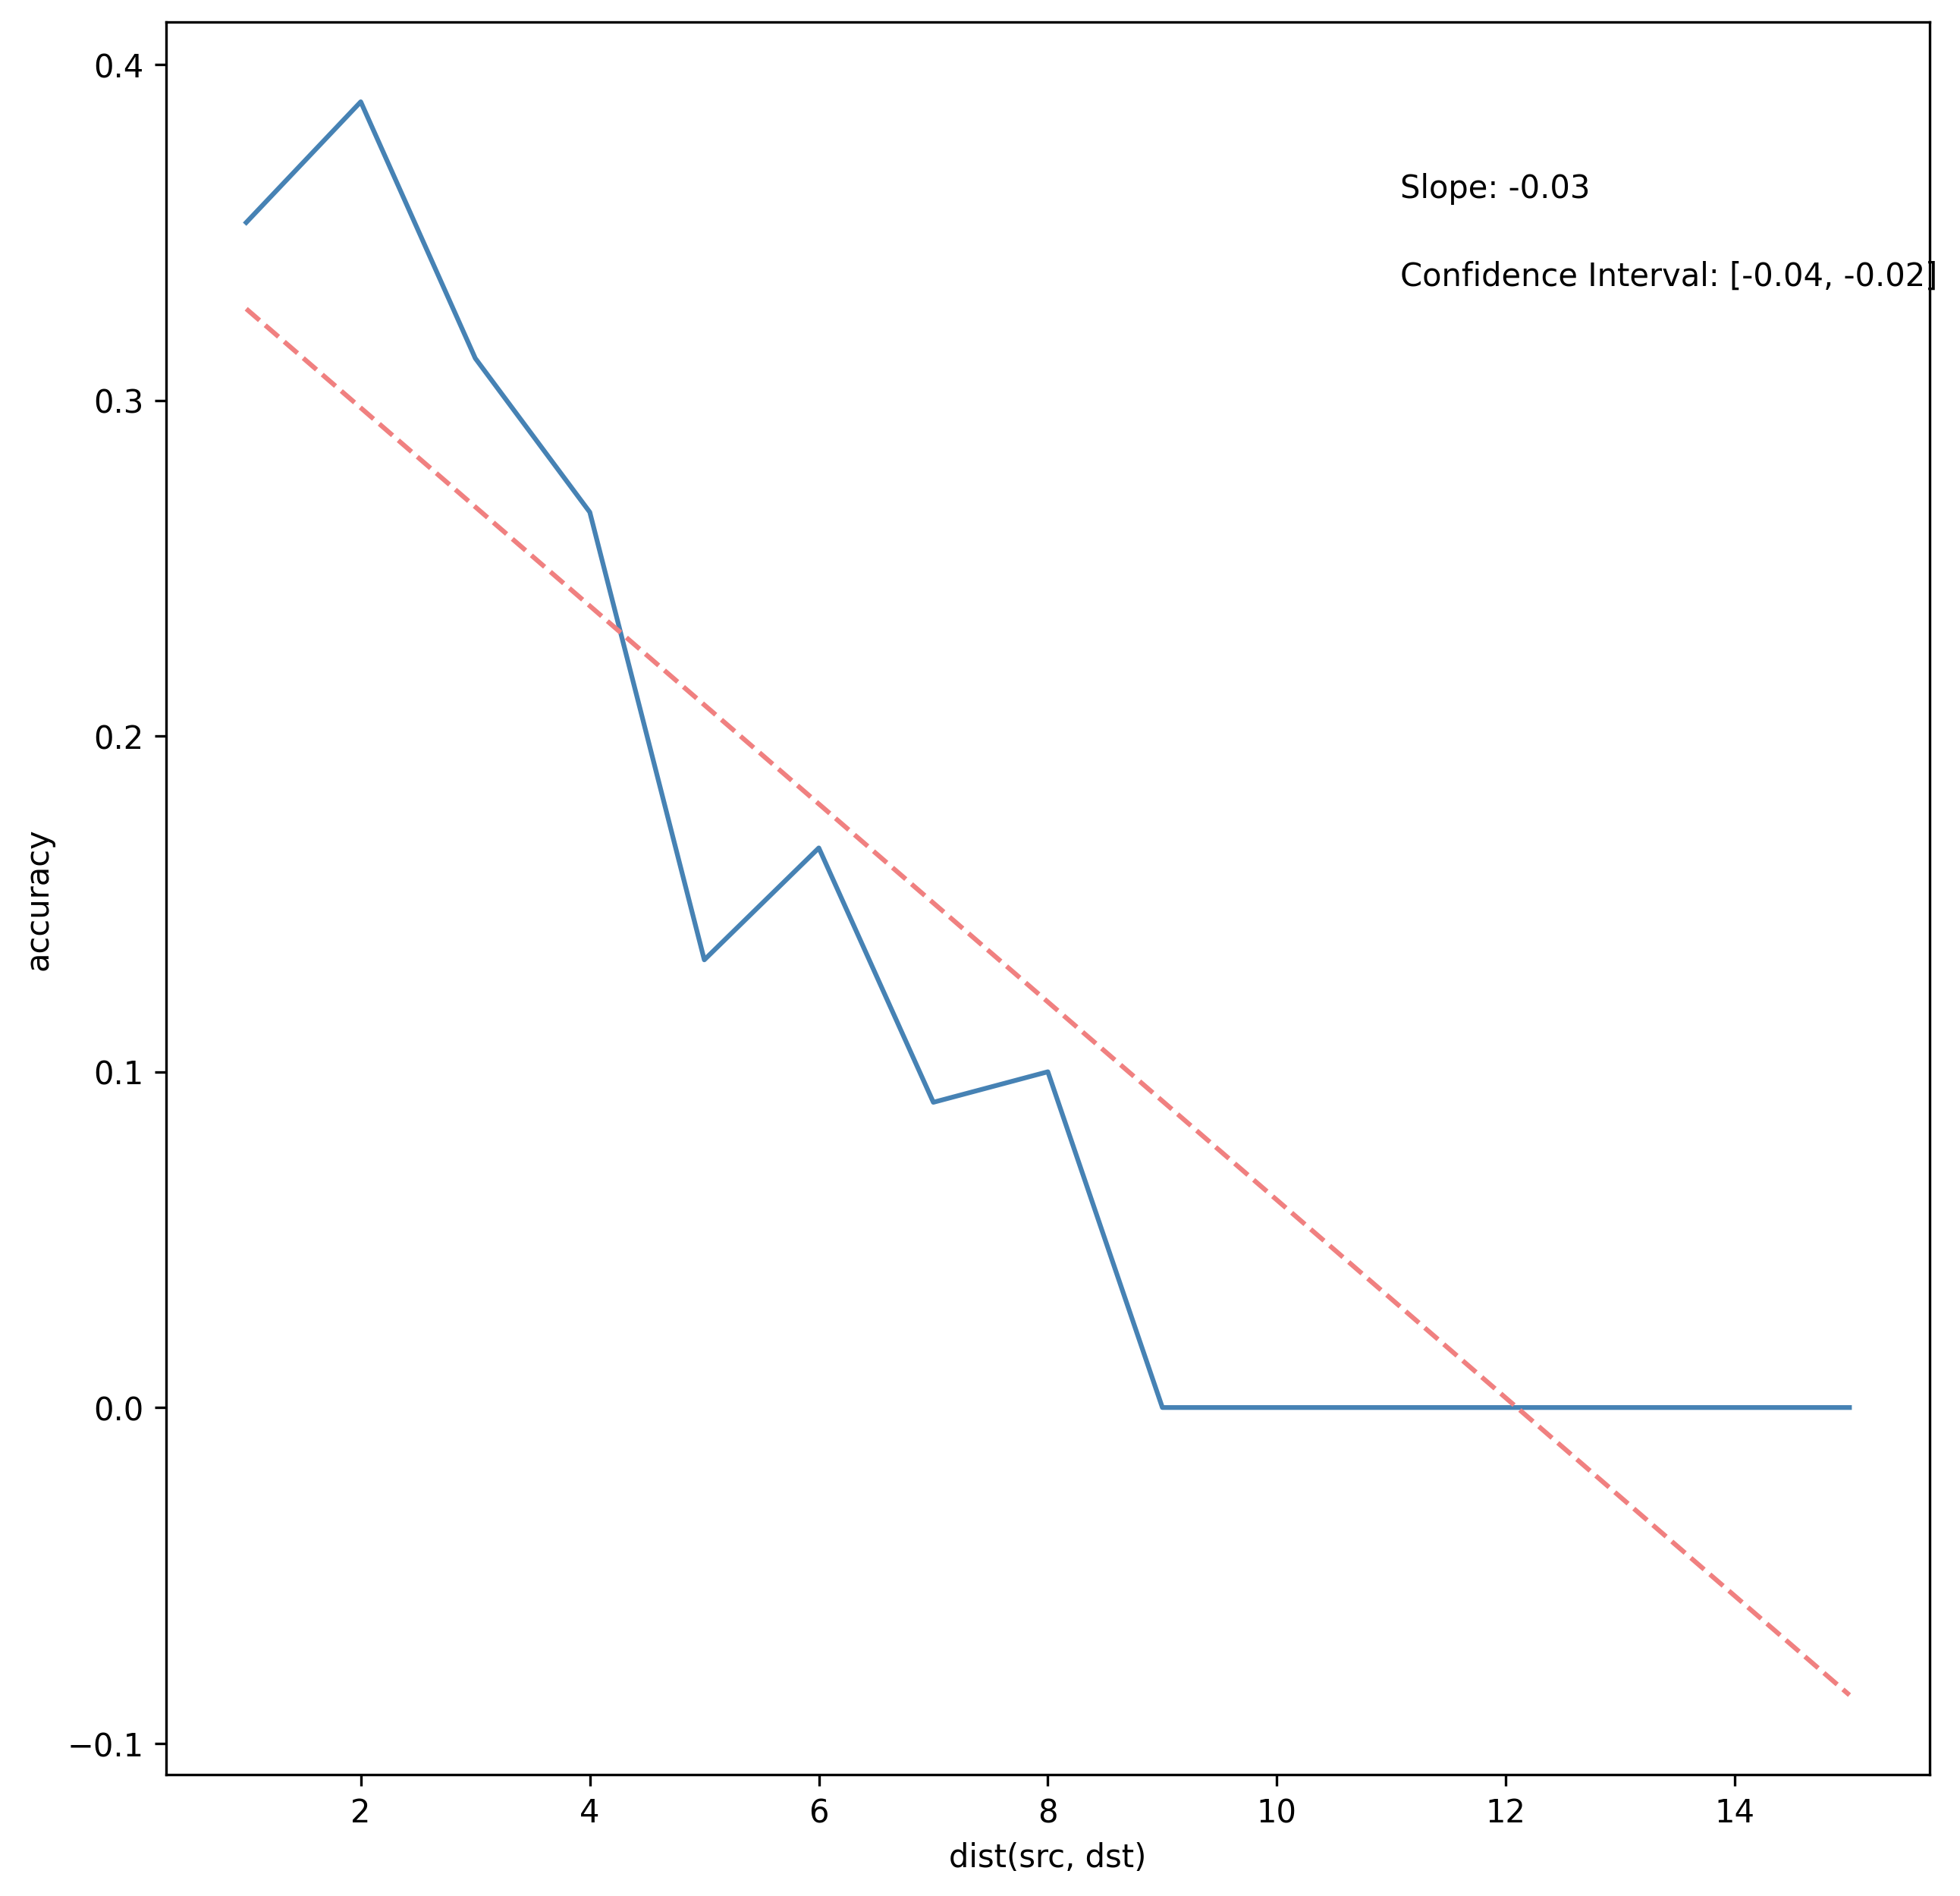 0.4
Slope: -0.03
Confidence Interval: [-0.04, -0.02]
0.3
0.2
accuracy
0.1
0.0
−0.1
2 4 6 8 10 12 14
dist(src, dst)